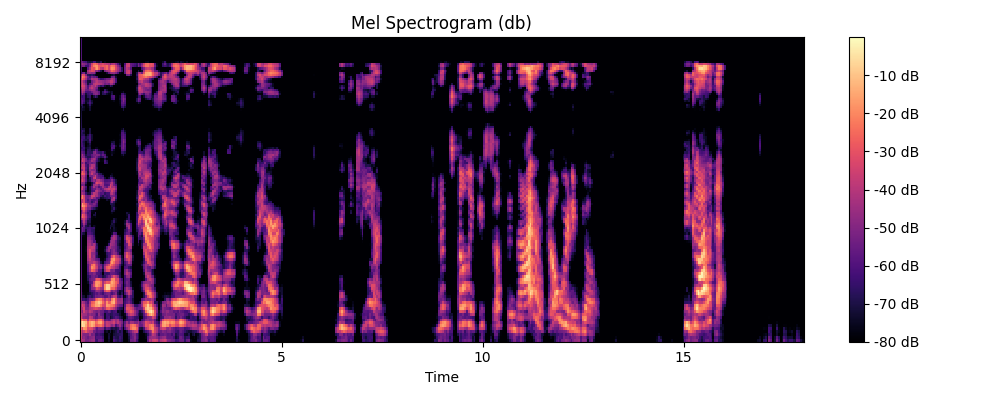 Mel Spectrogram (db)
Hz
8192
4096
2048
1024
512
0
0 5 10 15
Time
-10 dB
-20 dB
-30 dB
-40 dB
-50 dB
-60 dB
-70 dB
-80 dB